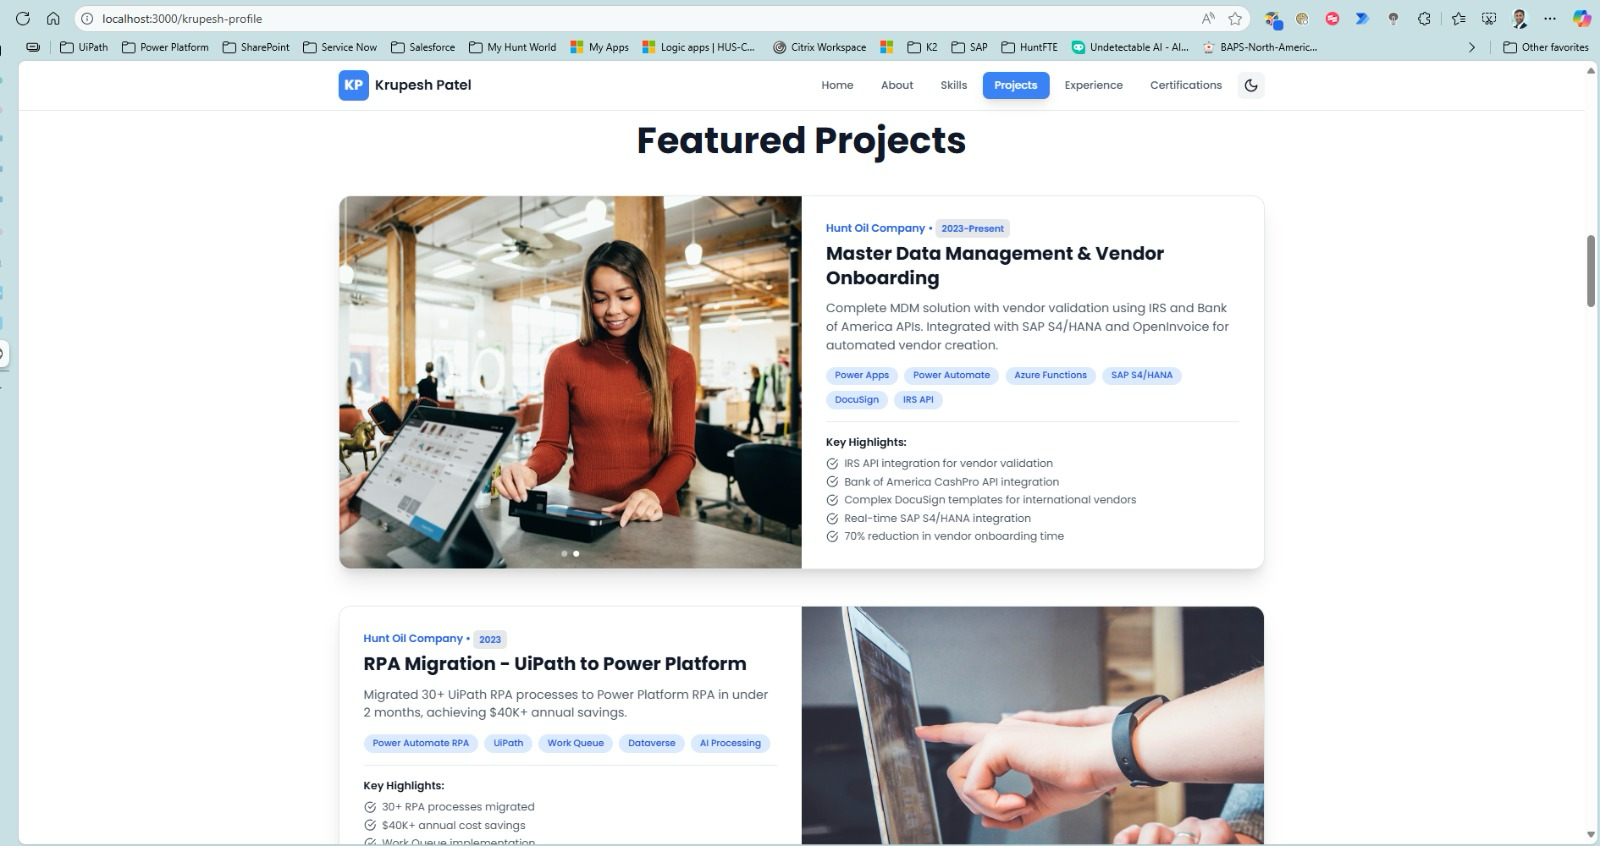 localhost:3000/krupesh-profile
UiPath
Power Platform
SharePoint
Service Now
Salesforce
My Hunt World
My Apps
Logic apps | HUS-C...
Citrix Workspace
K2
SAP
HuntFTE
Undetectable AI - AI...
BAPS-North-Americ...
Other favorites
KP Krupesh Patel
Home
About
Skills
Projects
Experience
Certifications
Featured Projects
Hunt Oil Company • 2023-Present
Master Data Management & Vendor
Onboarding
Complete MDM solution with vendor validation using IRS and Bank
of America APIs. Integrated with SAP S4/HANA and OpenInvoice for
automated vendor creation.
Power Apps
Power Automate
Azure Functions
SAP S4/HANA
DocuSign
IRS API
Key Highlights:
IRS API integration for vendor validation
Bank of America CashPro API integration
Complex DocuSign templates for international vendors
Real-time SAP S4/HANA integration
70% reduction in vendor onboarding time
Hunt Oil Company • 2023
RPA Migration - UiPath to Power Platform
Migrated 30+ UiPath RPA processes to Power Platform RPA in under
2 months, achieving $40K+ annual savings.
Power Automate RPA
UiPath
Work Queue
Dataverse
AI Processing
Key Highlights:
30+ RPA processes migrated
$40K+ annual cost savings
Work Queue implementation